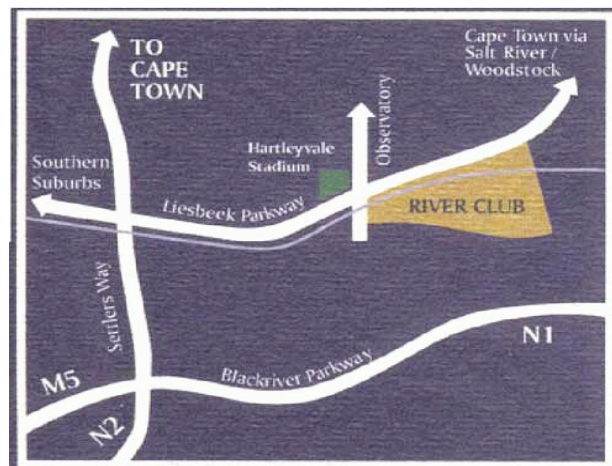 TO
CAPE
TOWN
Cape Town via
Salt River /
Woodstock
Hartleyvale
Stadium
Observatory
Southern
Suburbs
Liesbeek Parkway
RIVER CLUB
Settlers Way
N1
Blackriver Parkway
M5
N2